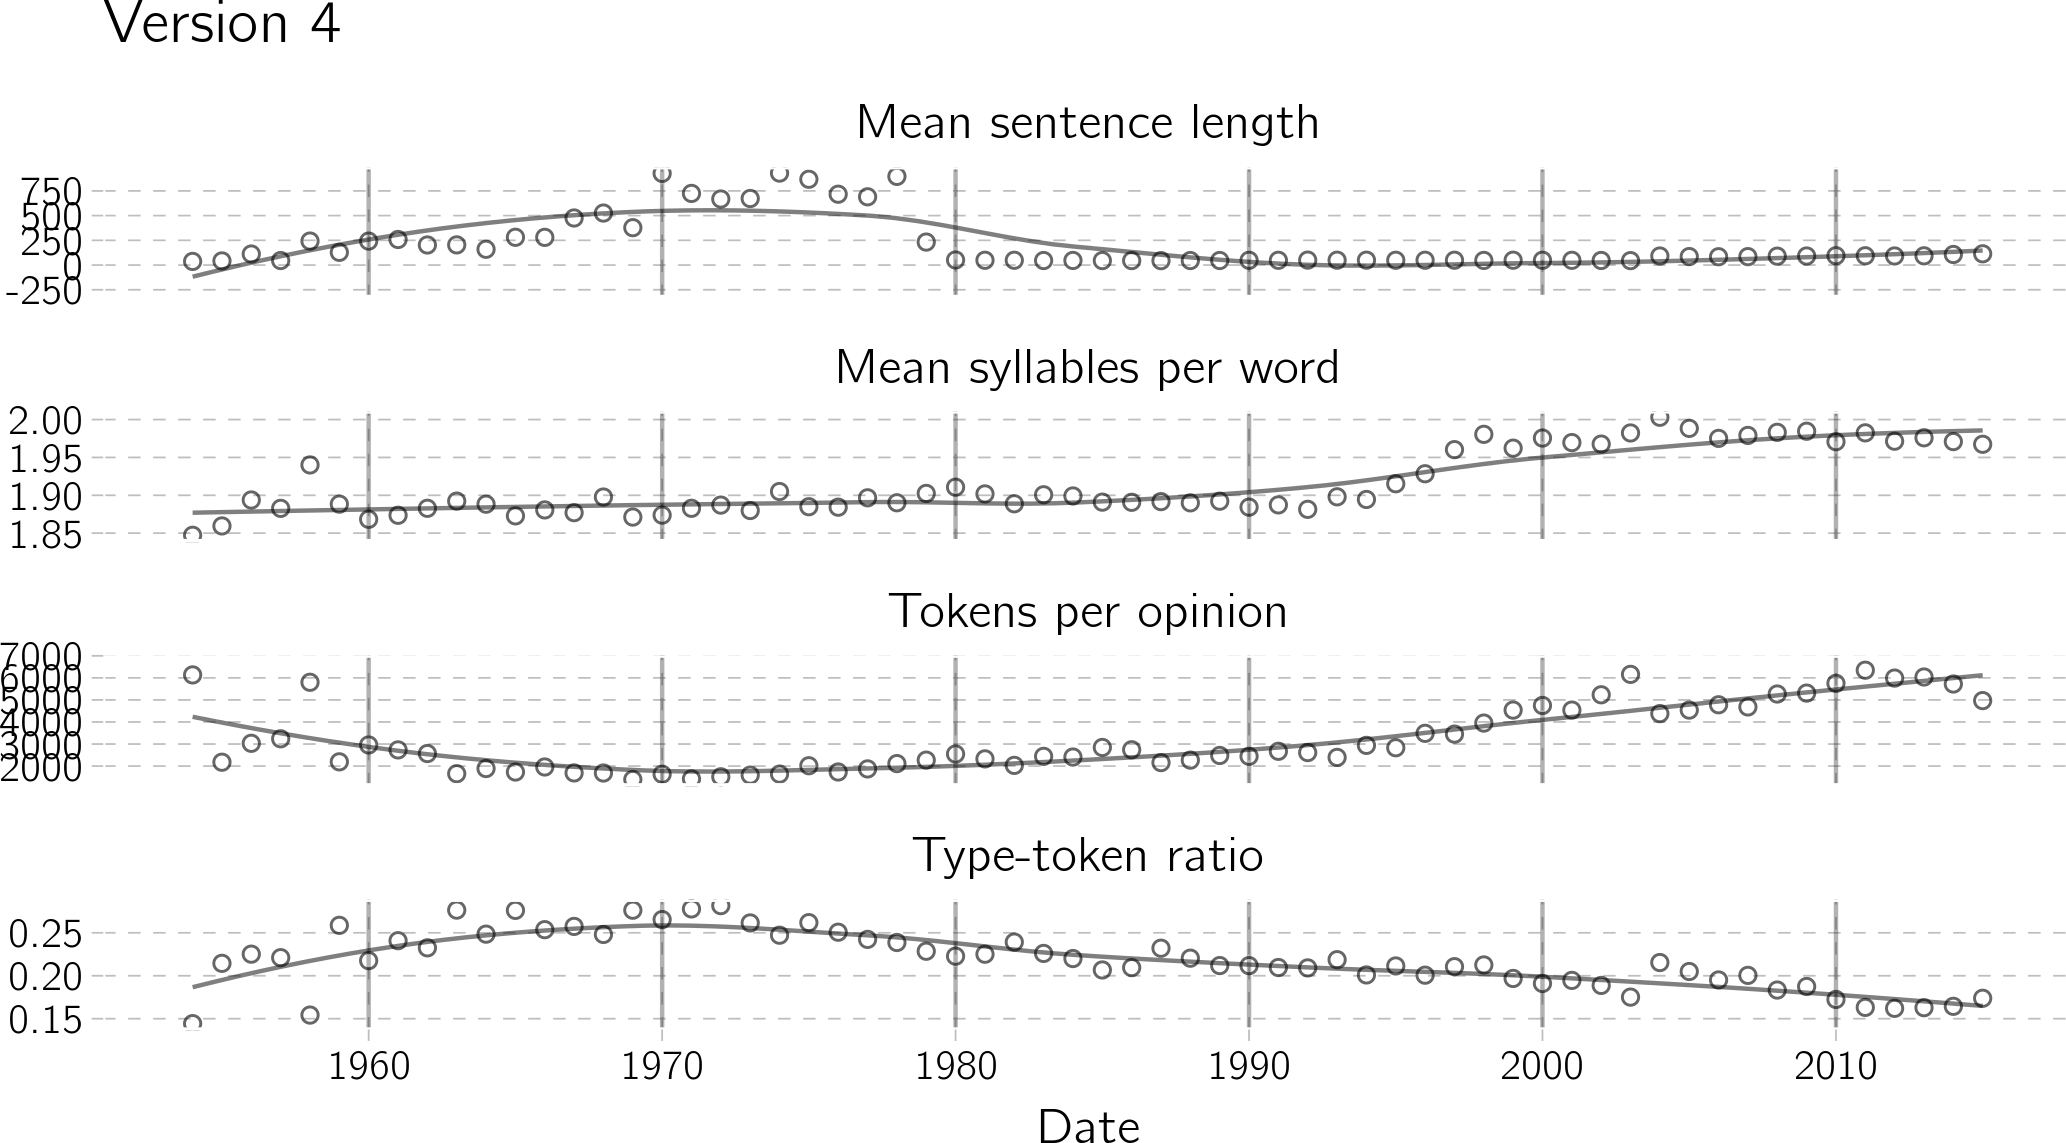 Version 4
Mean sentence length
750
500
250
0
-250
Mean syllables per word
2.00
1.95
1.90
1.85
Tokens per opinion
7000
6000
5000
4000
3000
2000
Type-token ratio
0.25
0.20
0.15
1960 1970 1980 1990 2000 2010
Date